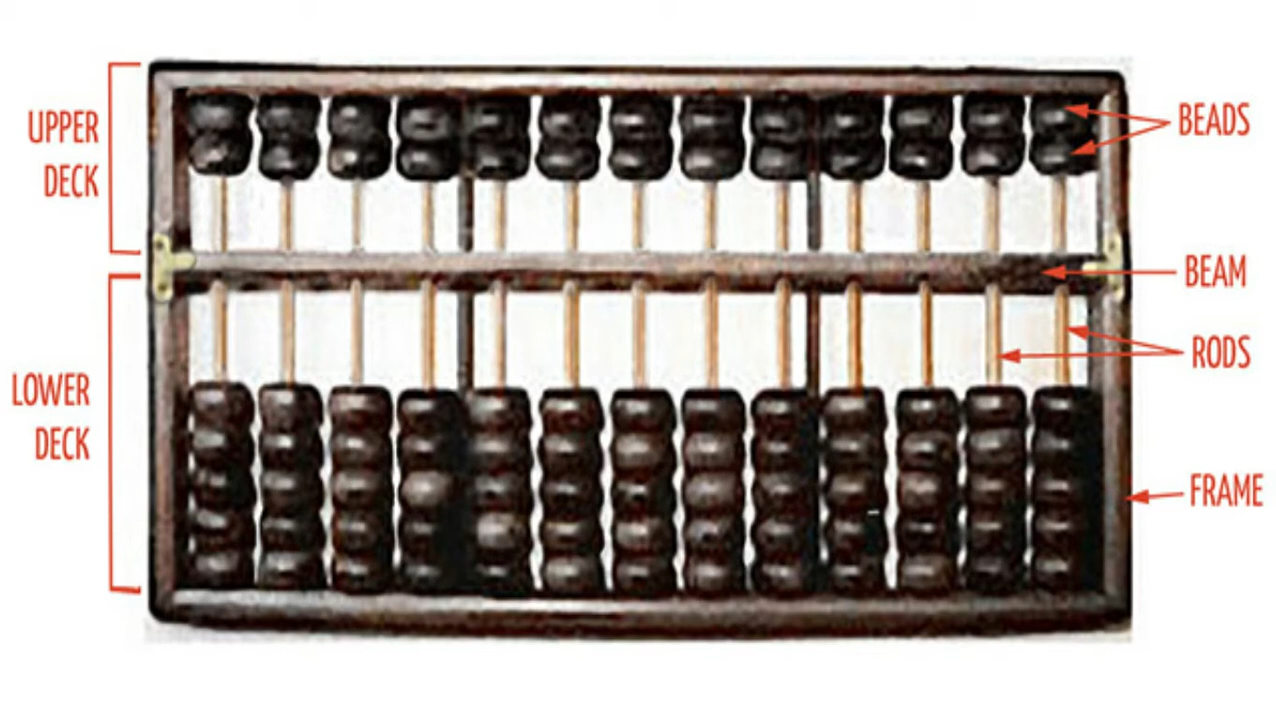 UPPER
DECK
BEADS
BEAM
RODS
LOWER
DECK
FRAME